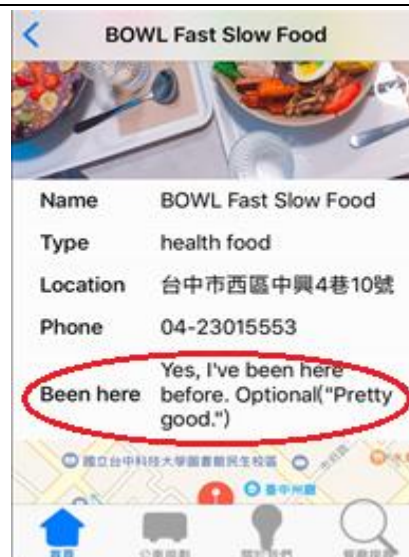 BOWL Fast Slow Food
Name BOWL Fast Slow Food
Type health food
Location 台中市西區中興4巷10號
Phone 04-23015553
Been here Yes, I've been here
before. Optional("Pretty
good.")
國立台中科技大學圖書館民生校區
臺中州廳
首頁